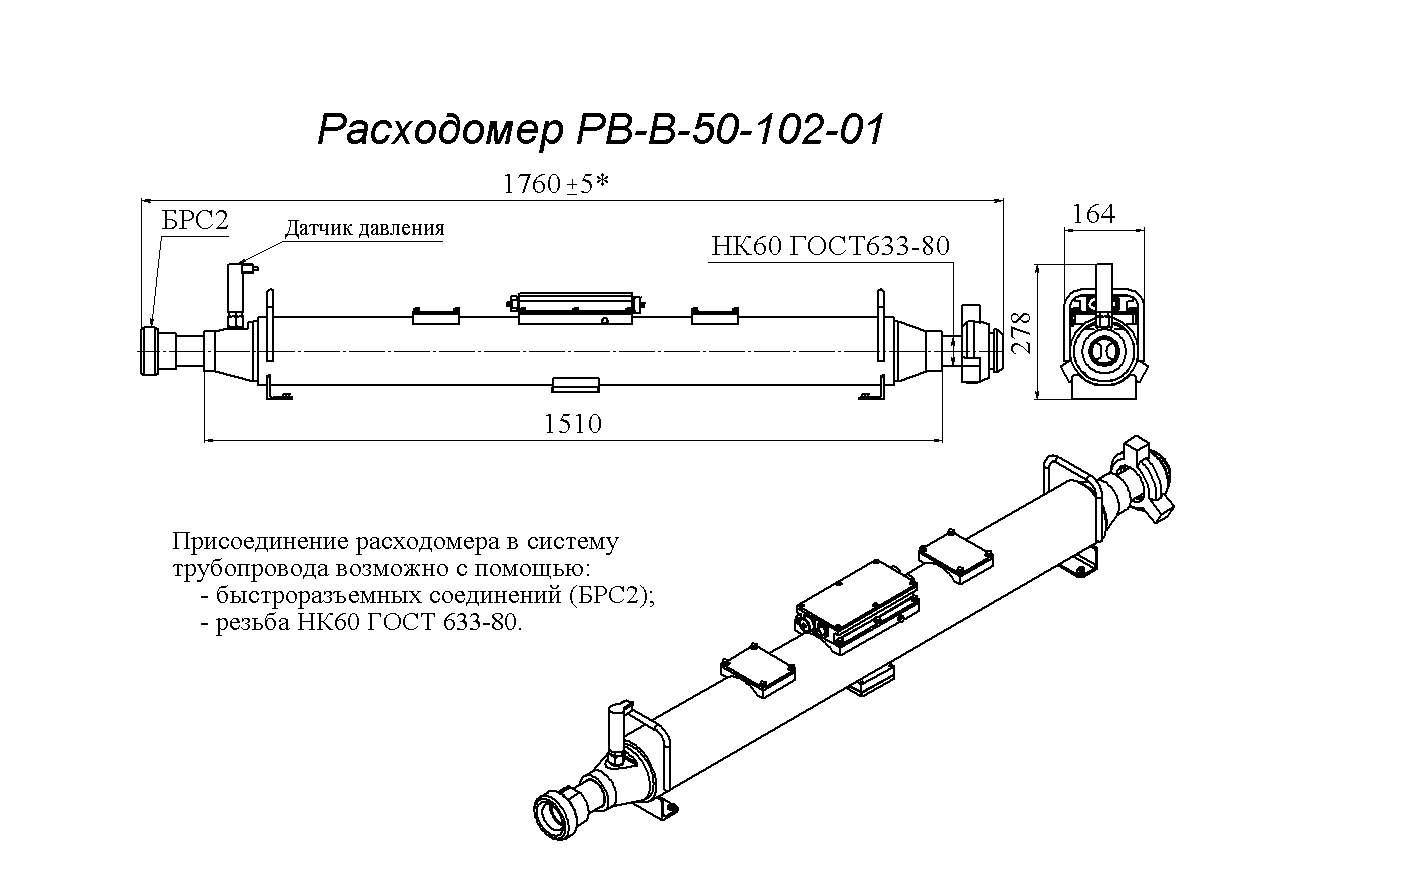 Расходомер РВ-В-50-102-01
1760±5*
БРС2
Датчик давления
НК60 ГОСТ633-80
164
278
1510
Присоединение расходомера в систему
трубопровода возможно с помощью:
- быстроразъемных соединений (БРС2);
- резьба НК60 ГОСТ 633-80.